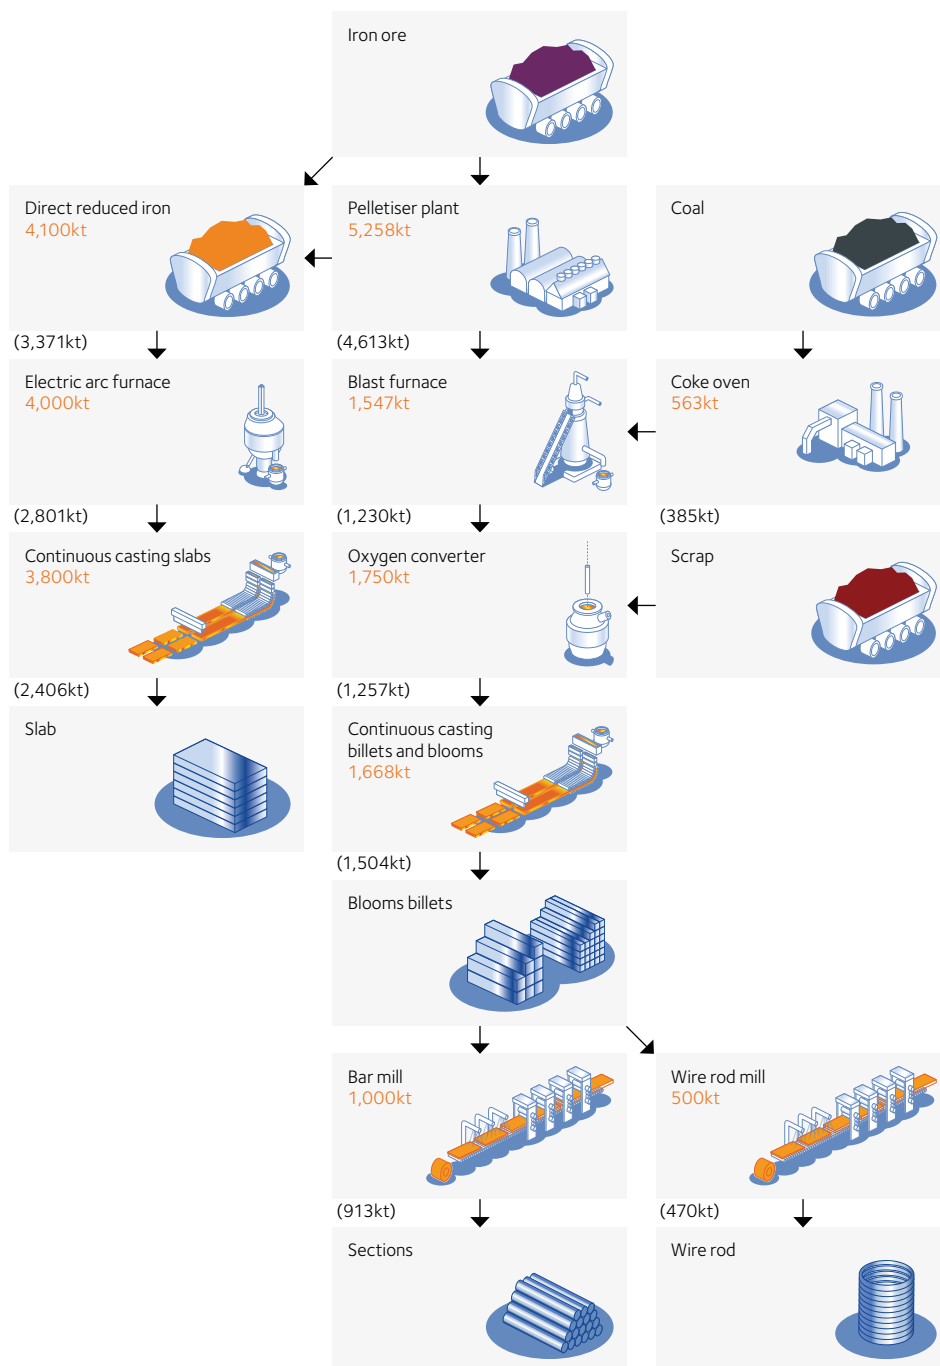 Iron ore
Direct reduced iron
4,100kt
Pelletiser plant
5,258kt
Coal
(3,371kt)
(4,613kt)
Electric arc furnace
4,000kt
Blast furnace
1,547kt
Coke oven
563kt
(2,801kt)
(1,230kt)
(385kt)
Continuous casting slabs
3,800kt
Oxygen converter
1,750kt
Scrap
(2,406kt)
(1,257kt)
Slab
Continuous casting
billets and blooms
1,668kt
(1,504kt)
Blooms billets
Bar mill
1,000kt
Wire rod mill
500kt
(913kt)
(470kt)
Sections
Wire rod